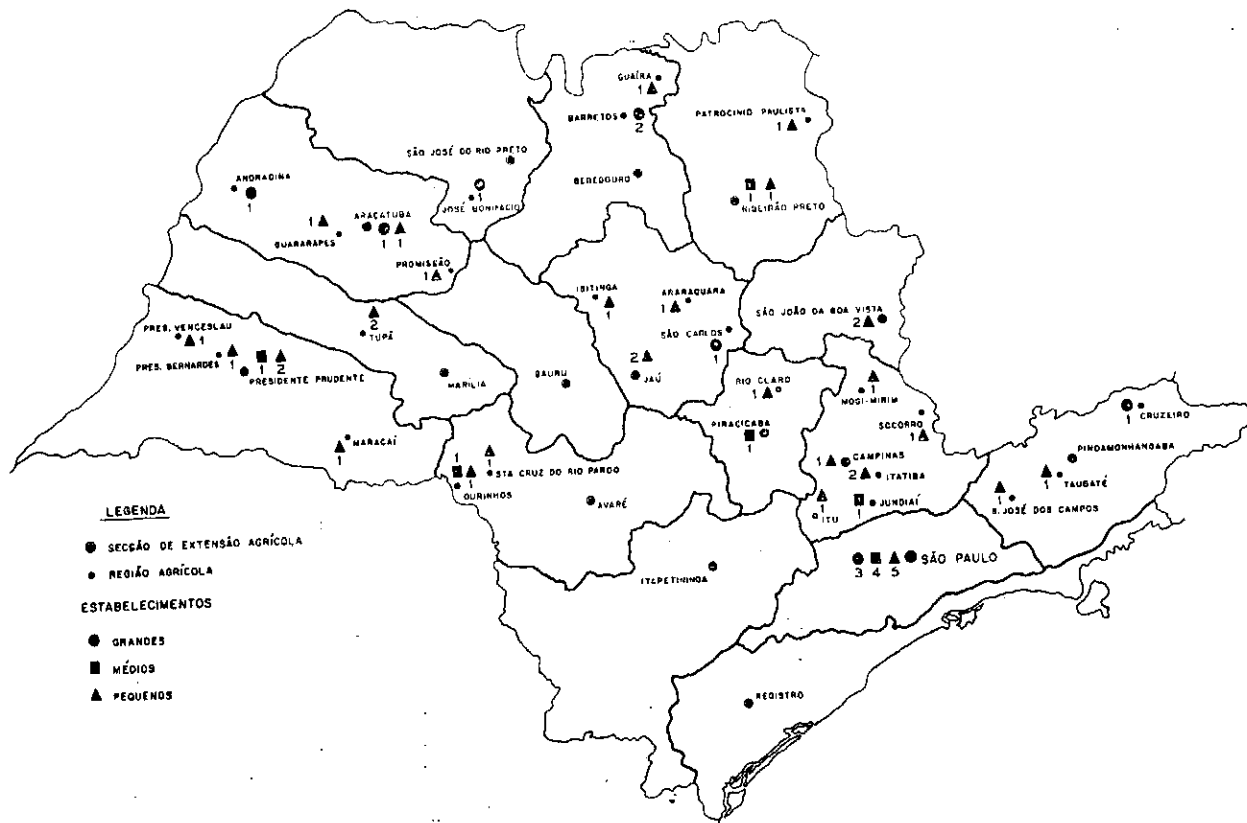 GUAÍRA
1
BARRETOS
2
PATROCINIO PAULISTA
1
SÃO JOSÉ DO RIO PRETO
BEBEDOURO
ANDRADINA
1
1
JOSÉ BONIFACIO
1 1
RIBEIRÃO PRETO
1
ARAÇATUBA
1 1
GUARARAPES
PROMISSÃO
1
IBITINGA
1
ARARAQUARA
1
SÃO JOÃO DA BOA VISTA
2
PRES. VENCESLAU
1
2
TUPÃ
SÃO CARLOS
1
PRES. BERNARDES
1
1 2
PRESIDENTE PRUDENTE
MARÍLIA
BAURU
2
JAÚ
RIO CLARO
1
1
MOGI-MIRIM
SOCORRO
1
1
CRUZEIRO
MARACAÍ
1
PIRACICABA
1
CAMPINAS
1
2
ITATIBA
PINDAMONHANGABA
1
TAUBATÉ
1
STA CRUZ DO RIO PARDO
1
1
OURINHOS
AVARÉ
1
ITU
1
JUNDIAÍ
S. JOSÉ DOS CAMPOS
ITAPETININGA
3 4 5
SÃO PAULO
REGISTRO
LEGENDA
SECSÃO DE EXTENSÃO AGRÍCOLA
REGIÃO AGRÍCOLA
ESTABELECIMENTOS
GRANDES
MÉDIOS
PEQUENOS